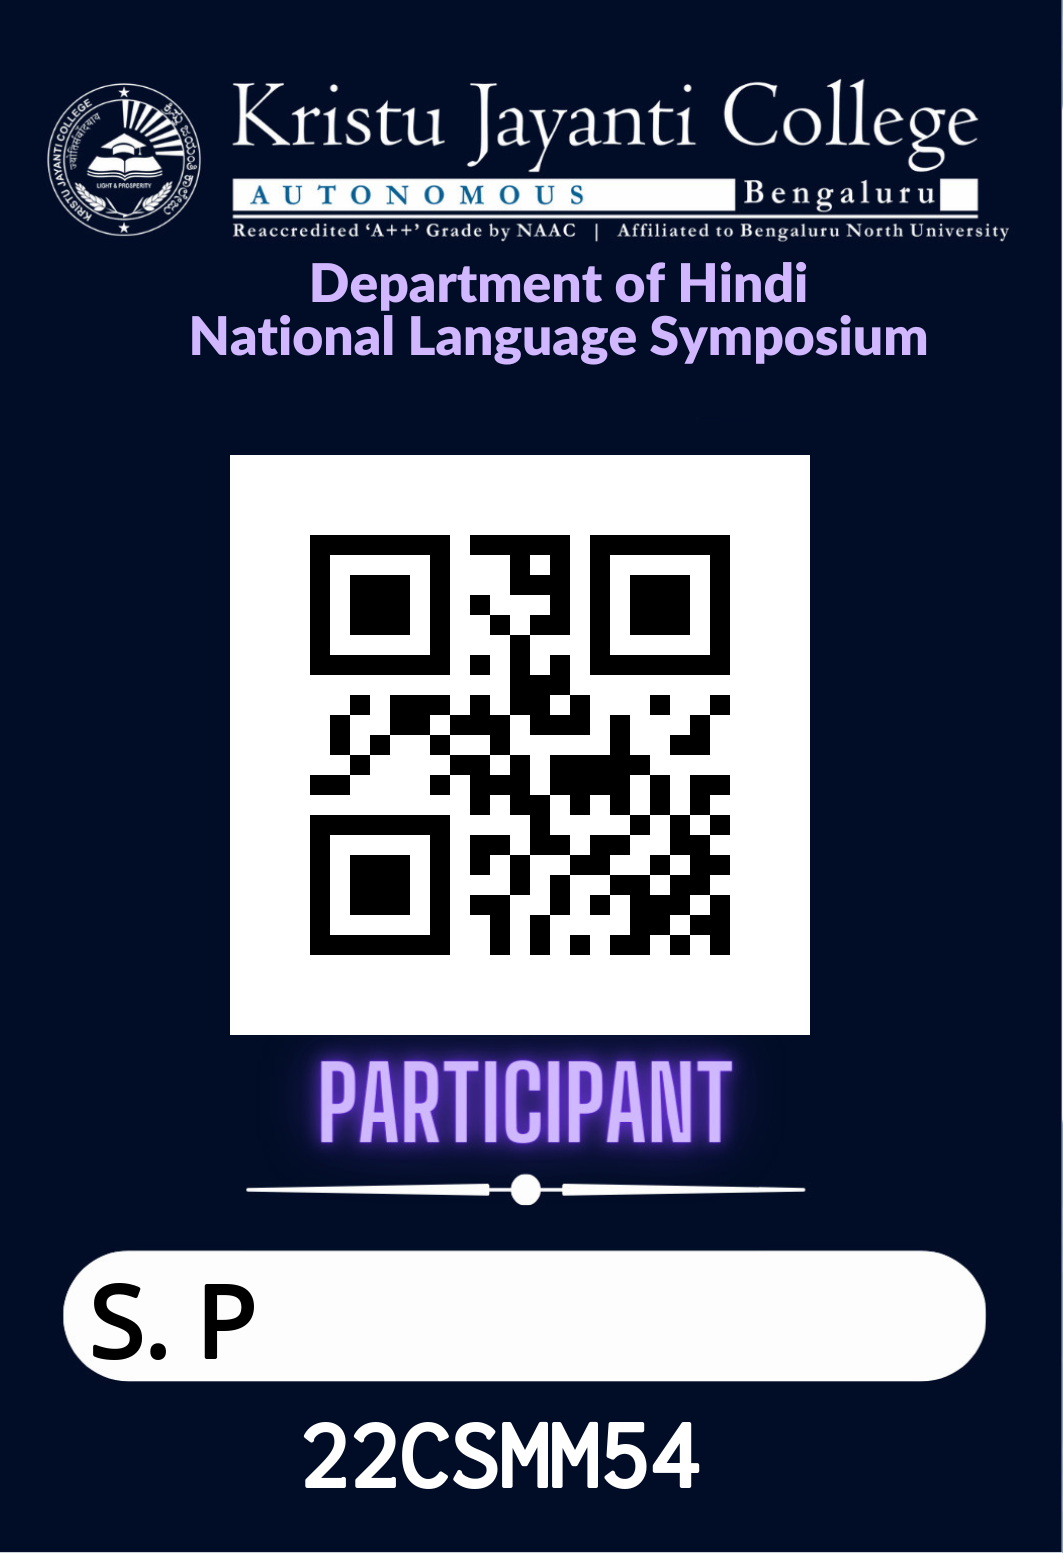 KRISTU JAYANTI COLLEGE
LIGHT & PROSPERITY
Kristu Jayanti College
AUTONOMOUS Bengaluru
Reaccredited ‘A++’ Grade by NAAC | Affiliated to Bengaluru North University
Department of Hindi
National Language Symposium
PARTICIPANT
S. P
22CSMM54